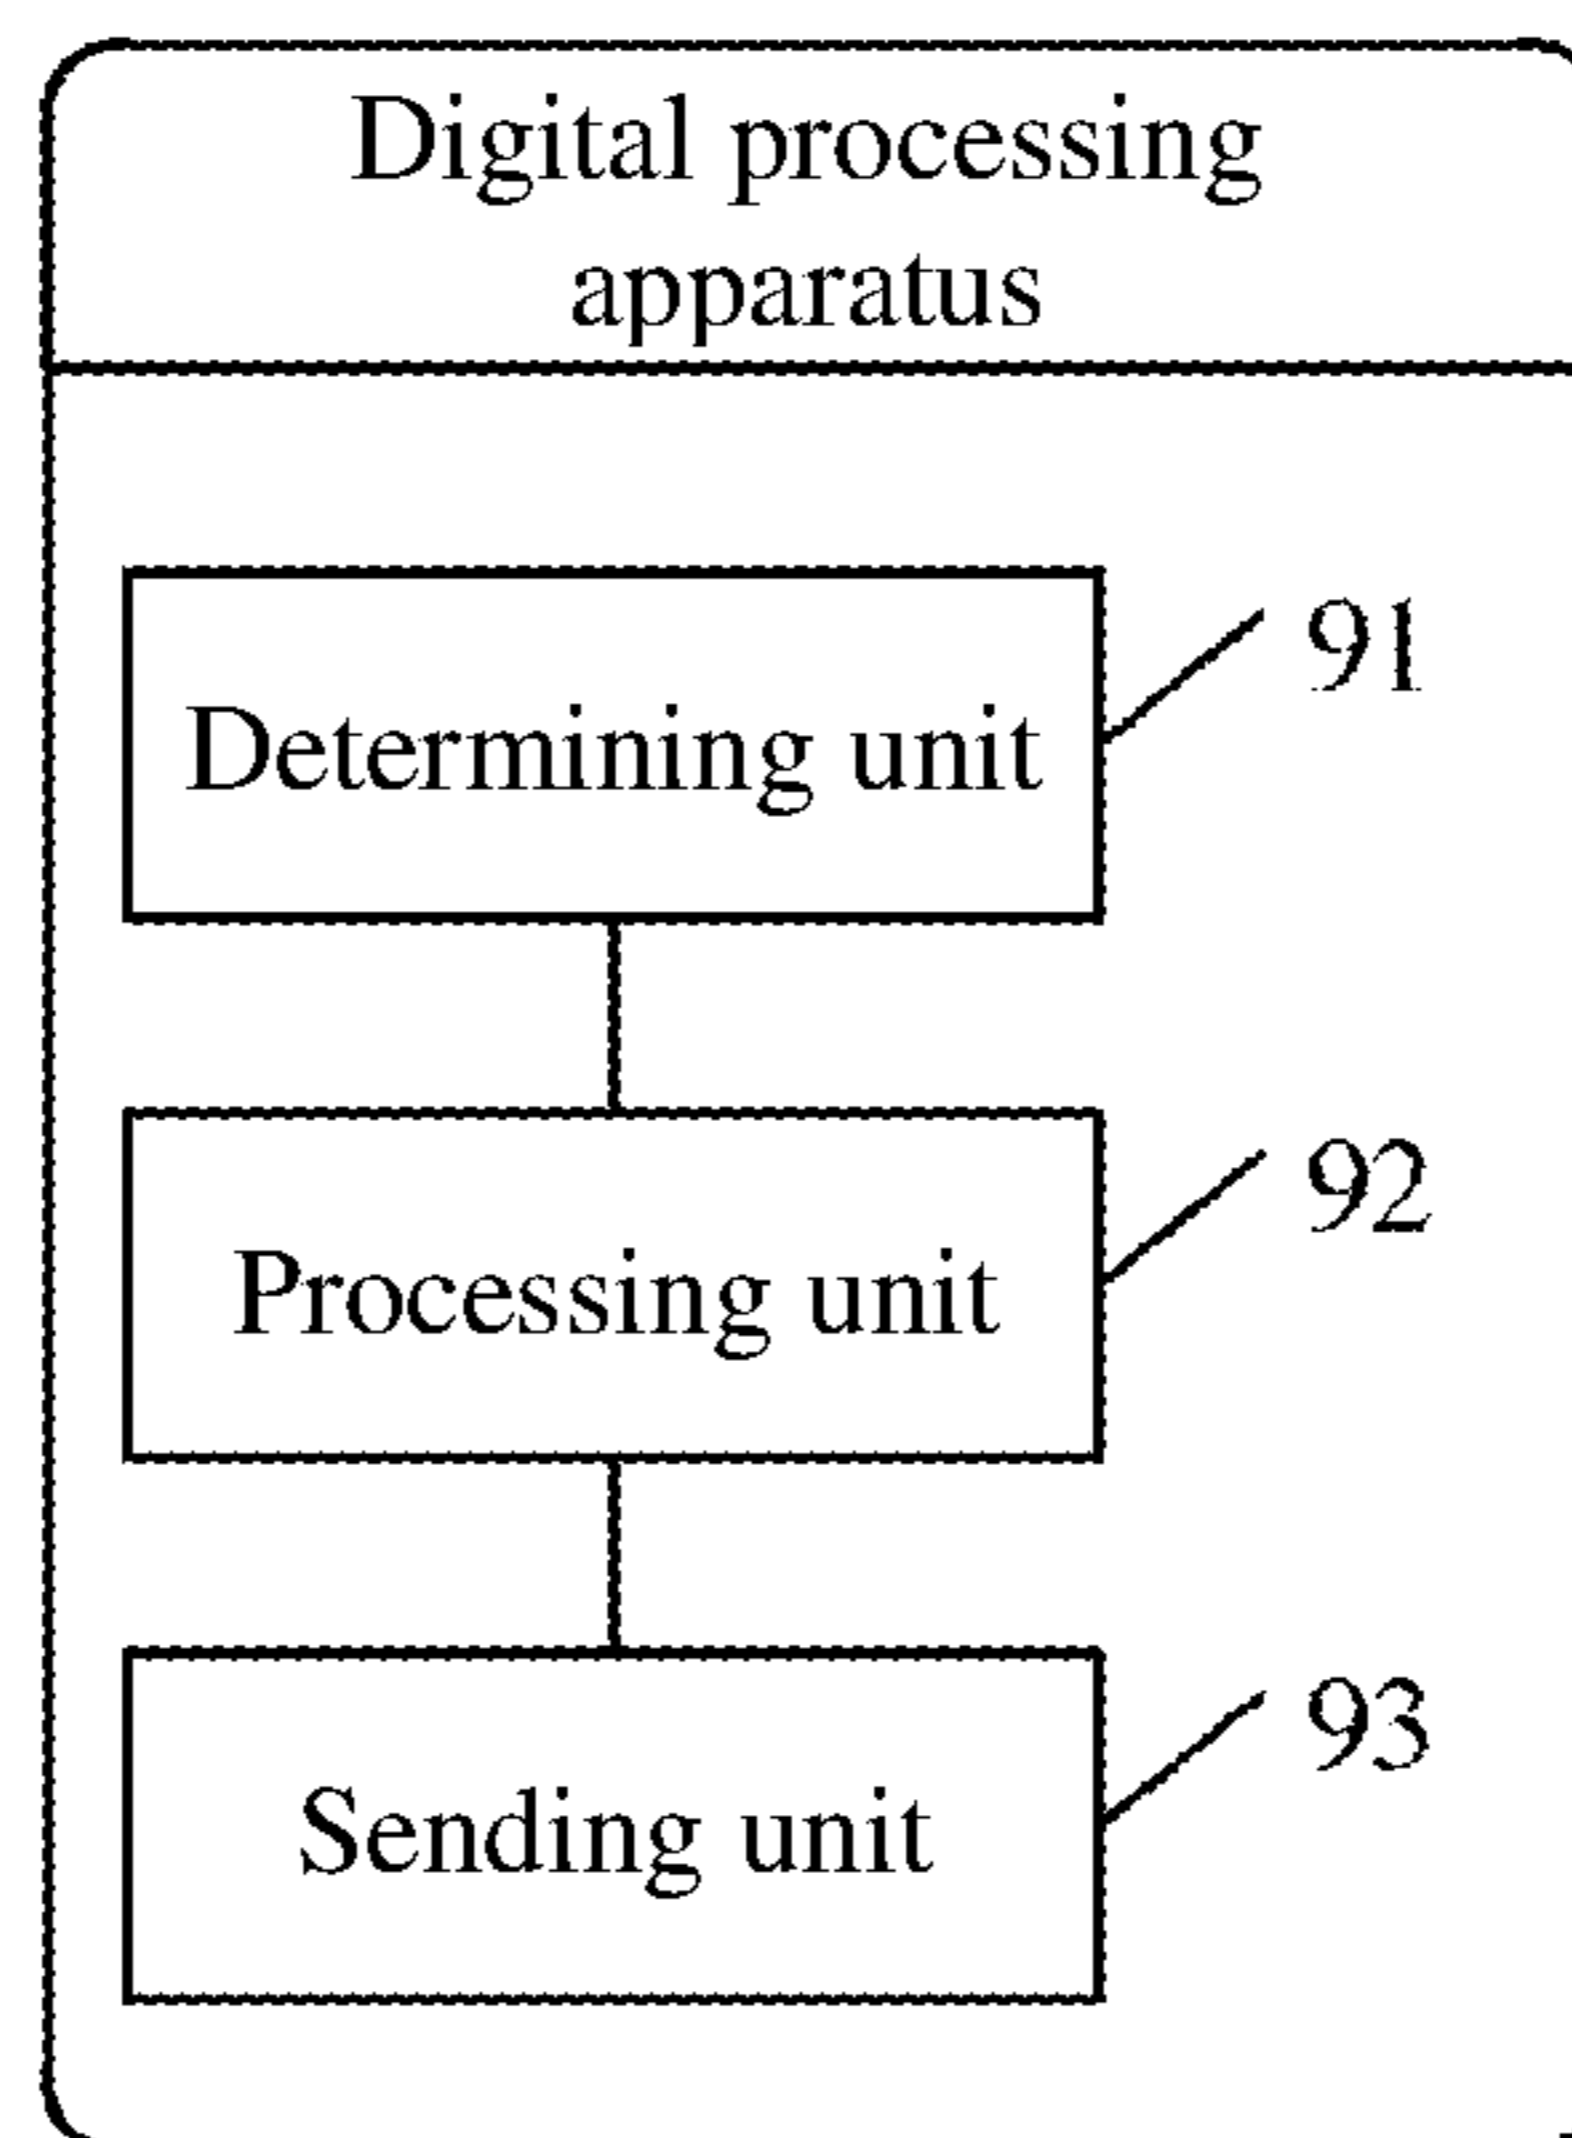 Digital processing
apparatus
91
Determining unit
92
Processing unit
93
Sending unit